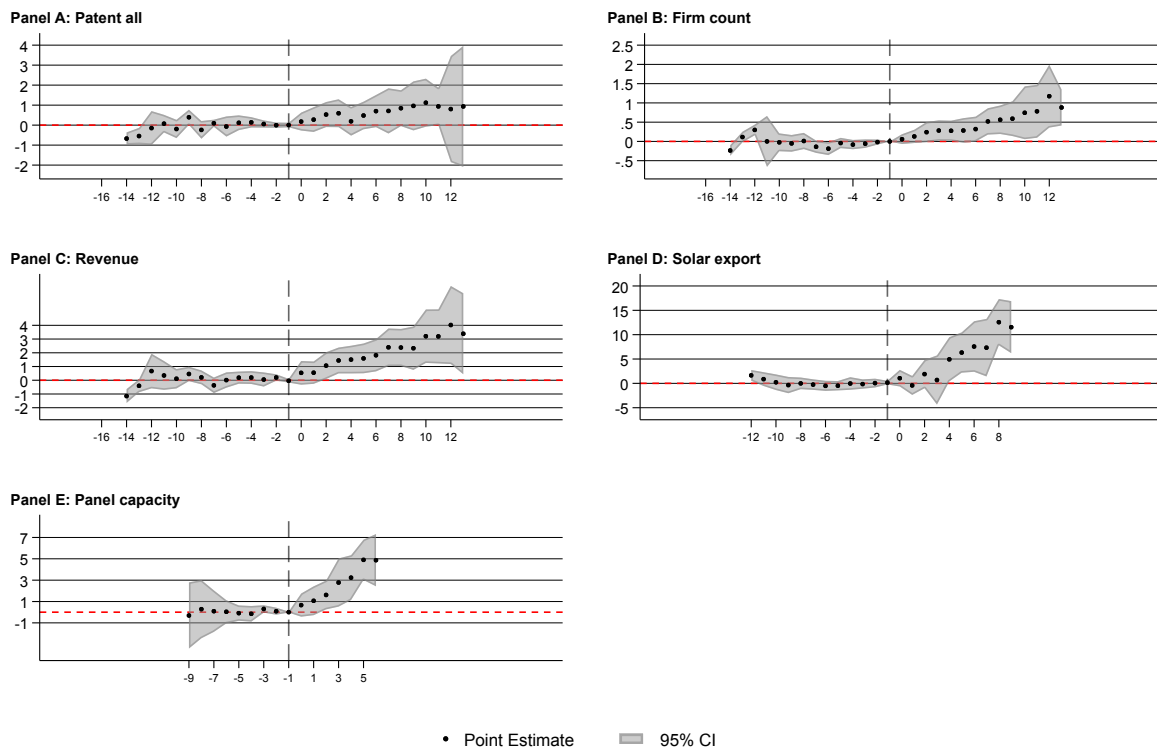 Panel A: Patent all
4
3
2
1
0
-1
-2
-16 -14 -12 -10 -8 -6 -4 -2 0 2 4 6 8 10 12
Panel B: Firm count
2.5
2
1.5
1
.5
0
-.5
-16 -14 -12 -10 -8 -6 -4 -2 0 2 4 6 8 10 12
Panel C: Revenue
4
3
2
1
0
-1
-2
-16 -14 -12 -10 -8 -6 -4 -2 0 2 4 6 8 10 12
Panel D: Solar export
20
15
10
5
0
-5
-12 -10 -8 -6 -4 -2 0 2 4 6 8
Panel E: Panel capacity
7
5
3
1
-1
-9 -7 -5 -3 -1 1 3 5
Point Estimate 95% CI